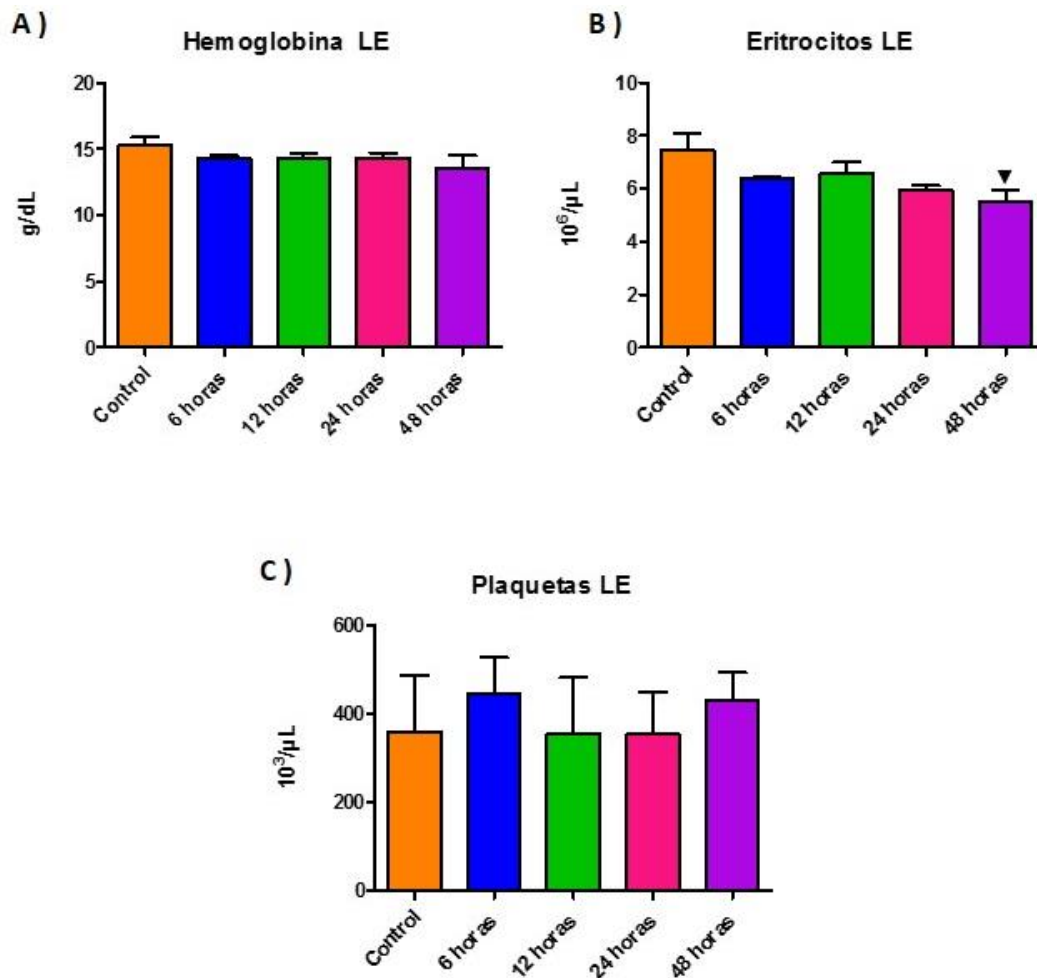 A )
Hemoglobina LE
20
15
10
5
0
g/dL
Control
6 horas
12 horas
24 horas
48 horas
B )
Eritrocitos LE
10
8
6
4
2
0
10⁶/µL
Control
6 horas
12 horas
24 horas
48 horas
C )
Plaquetas LE
600
400
200
0
10³/µL
Control
6 horas
12 horas
24 horas
48 horas